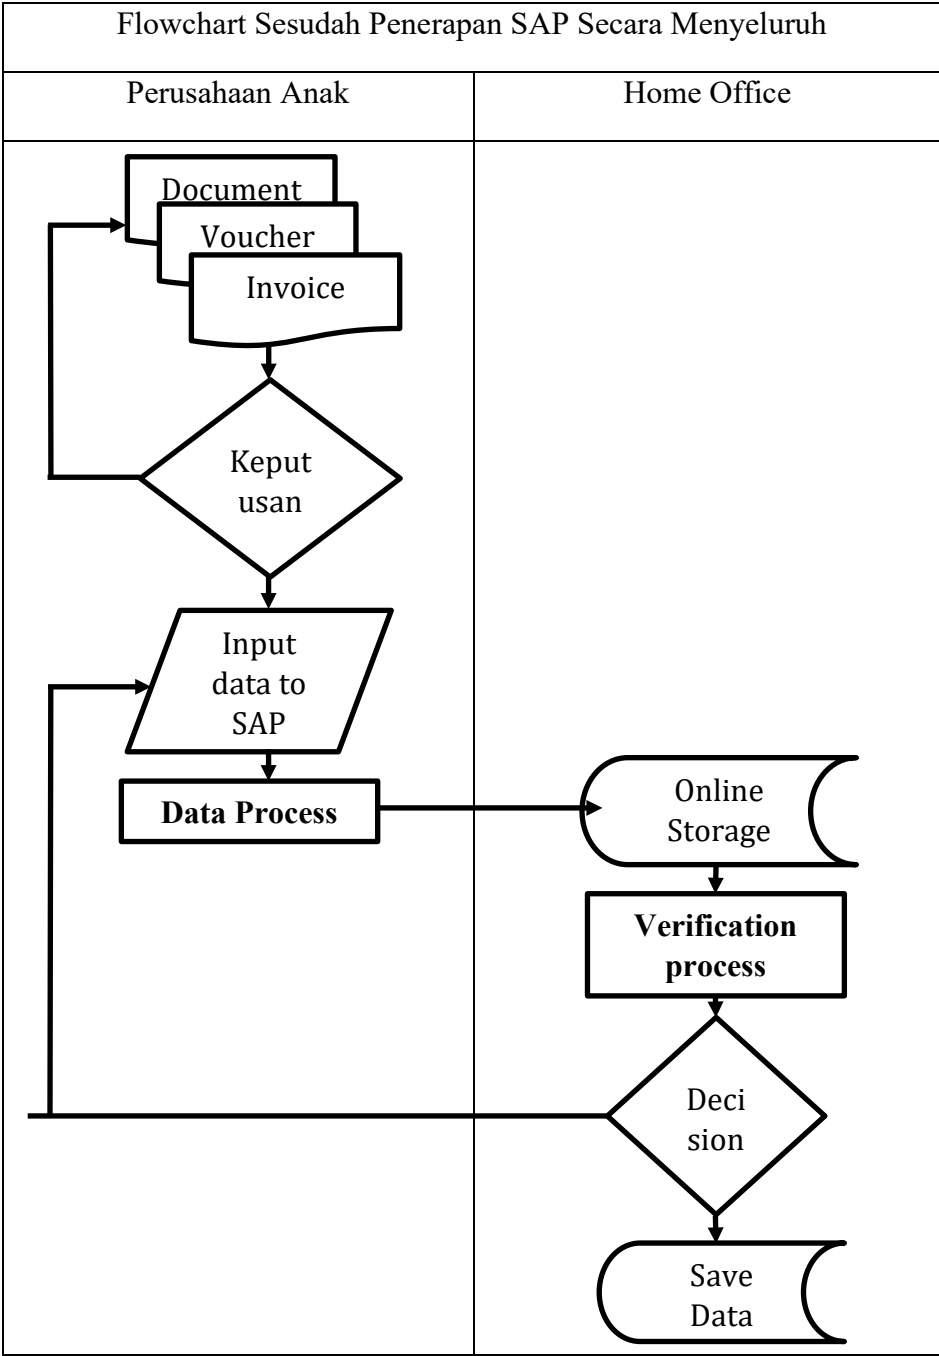 Flowchart Sesudah Penerapan SAP Secara Menyeluruh
Perusahaan Anak
Home Office
Document
Voucher
Invoice
Keput
usan
Input
data to
SAP
Data Process
Online
Storage
Verification
process
Deci
sion
Save
Data